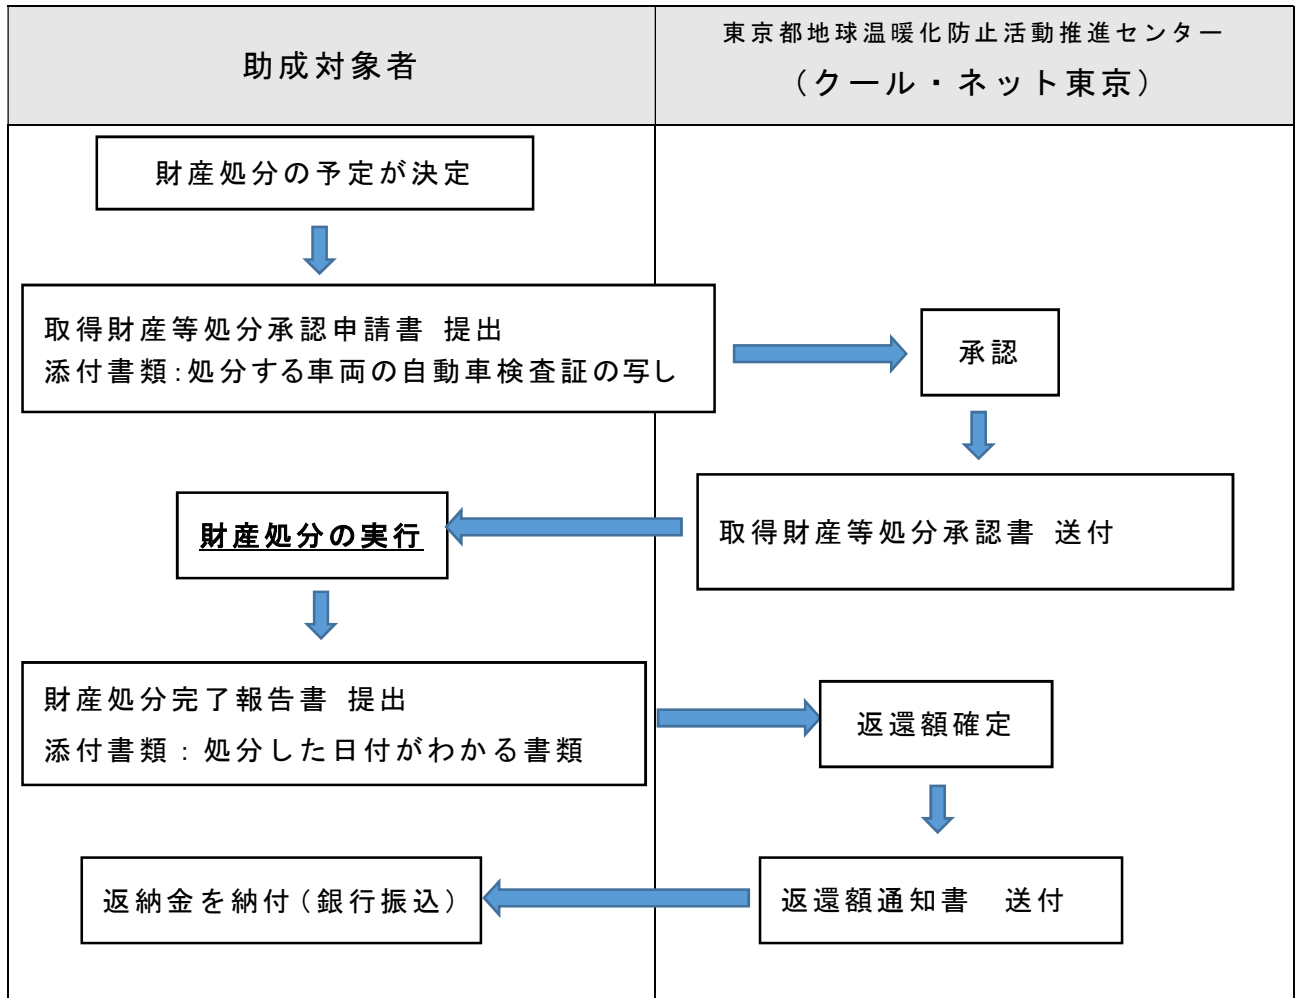 助成対象者
東京都地球温暖化防止活動推進センター
（クール・ネット東京）
財産処分の予定が決定
取得財産等処分承認申請書 提出
添付書類:処分する車両の自動車検査証の写し
承認
取得財産等処分承認書 送付
財産処分の実行
財産処分完了報告書 提出
添付書類：処分した日付がわかる書類
返還額確定
返還額通知書　送付
返納金を納付（銀行振込）